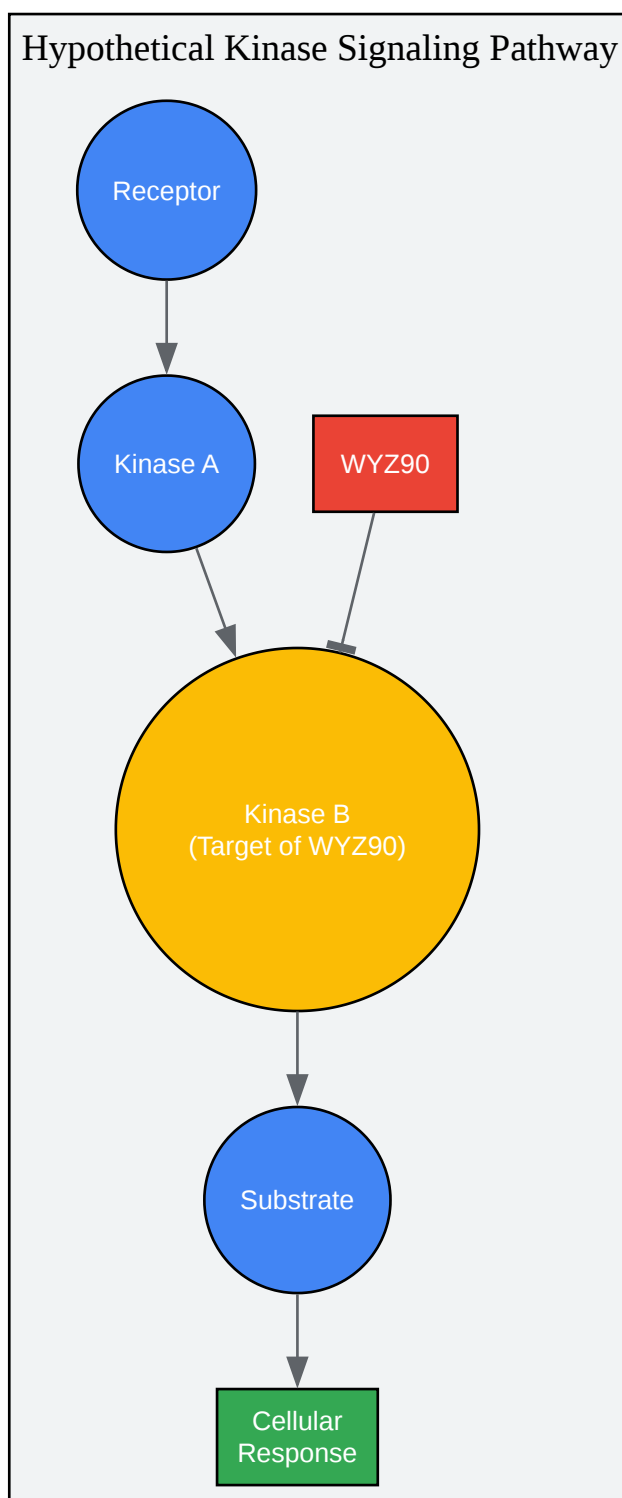 Hypothetical Kinase Signaling Pathway
Receptor
Kinase A
WYZ90
Kinase B
(Target of WYZ90)
Substrate
Cellular
Response